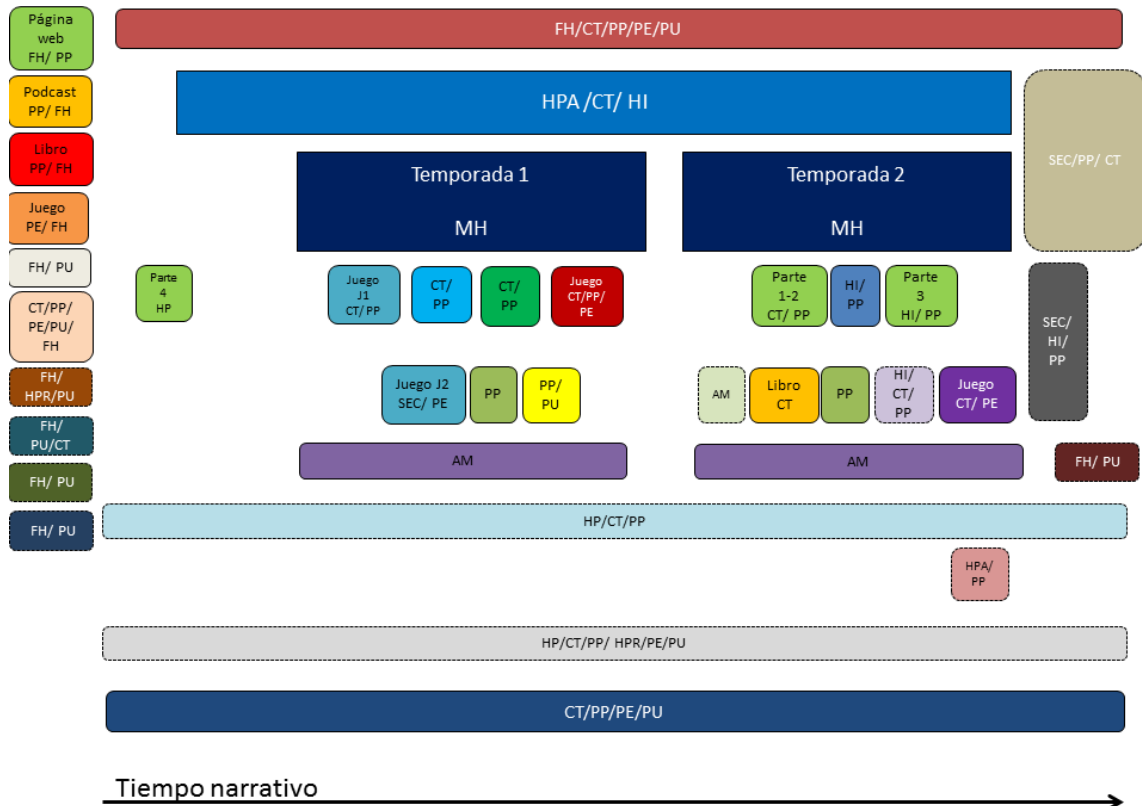 Página
web
FH/ PP
FH/CT/PP/PE/PU
Podcast
PP/ FH
HPA /CT/ HI
Libro
PP/ FH
SEC/PP/ CT
Temporada 1
MH
Temporada 2
MH
Juego
PE/ FH
FH/ PU
CT/PP/
PE/PU/
FH
Parte
4
HP
Juego
J1
CT/ PP
CT/
PP
CT/
PP
Juego
CT/PP/
PE
Parte
1-2
CT/ PP
HI/
PP
Parte
3
HI/ PP
SEC/
HI/
PP
FH/
HPR/PU
Juego J2
SEC/ PE
PP
PP/
PU
AM
Libro
CT
PP
HI/
CT/
PP
Juego
CT/ PE
FH/
PU/CT
AM
AM
FH/ PU
FH/ PU
FH/ PU
HP/CT/PP
HPA/
PP
HP/CT/PP/ HPR/PE/PU
CT/PP/PE/PU
Tiempo narrativo